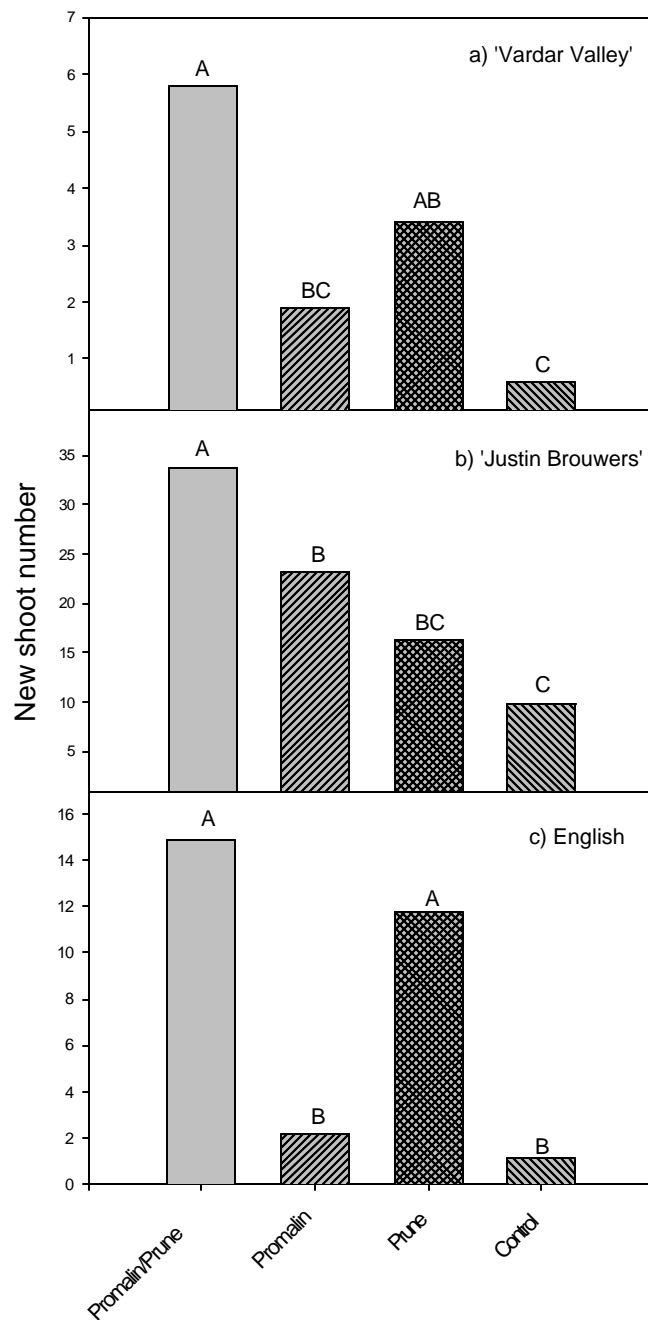 7
A
a) 'Vardar Valley'
6
5
4
AB
3
BC
2
C
1
A
b) 'Justin Brouwers'
35
30
B
25
20
BC
15
C
10
5
New shoot number
16
A
c) English
14
12
A
10
8
6
4
B
2
B
0
Promalin/Prune
Promalin
Prune
Control